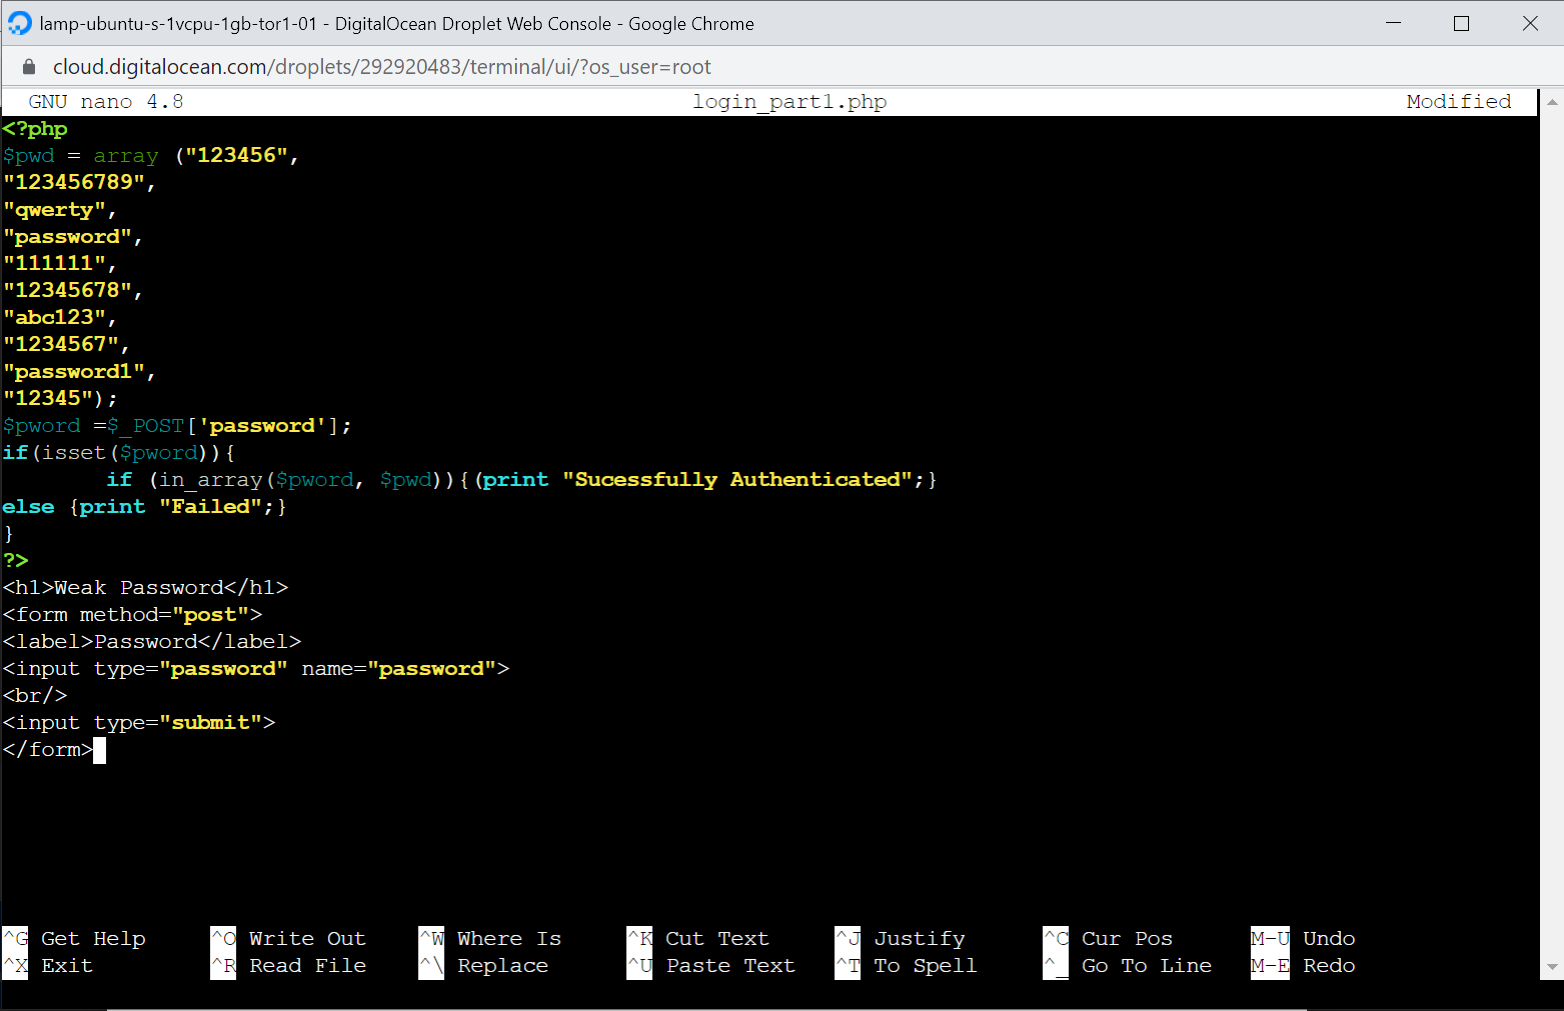 lamp-ubuntu-s-1vcpu-1gb-tor1-01 - DigitalOcean Droplet Web Console - Google Chrome
cloud.digitalocean.com/droplets/292920483/terminal/ui/?os_user=root
GNU nano 4.8 login_part1.php Modified
<?php
$pwd = array ("123456",
"123456789",
"qwerty",
"password",
"111111",
"12345678",
"abc123",
"1234567",
"password1",
"12345");
$pword =$_POST['password'];
if(isset($pword)){
        if (in_array($pword, $pwd)){(print "Sucessfully Authenticated";}
else {print "Failed";}
}
?>
<h1>Weak Password</h1>
<form method="post">
<label>Password</label>
<input type="password" name="password">
<br/>
<input type="submit">
</form>
^G Get Help ^O Write Out ^W Where Is ^K Cut Text ^J Justify ^C Cur Pos M-U Undo
^X Exit ^R Read File ^\ Replace ^U Paste Text ^T To Spell ^_ Go To Line M-E Redo